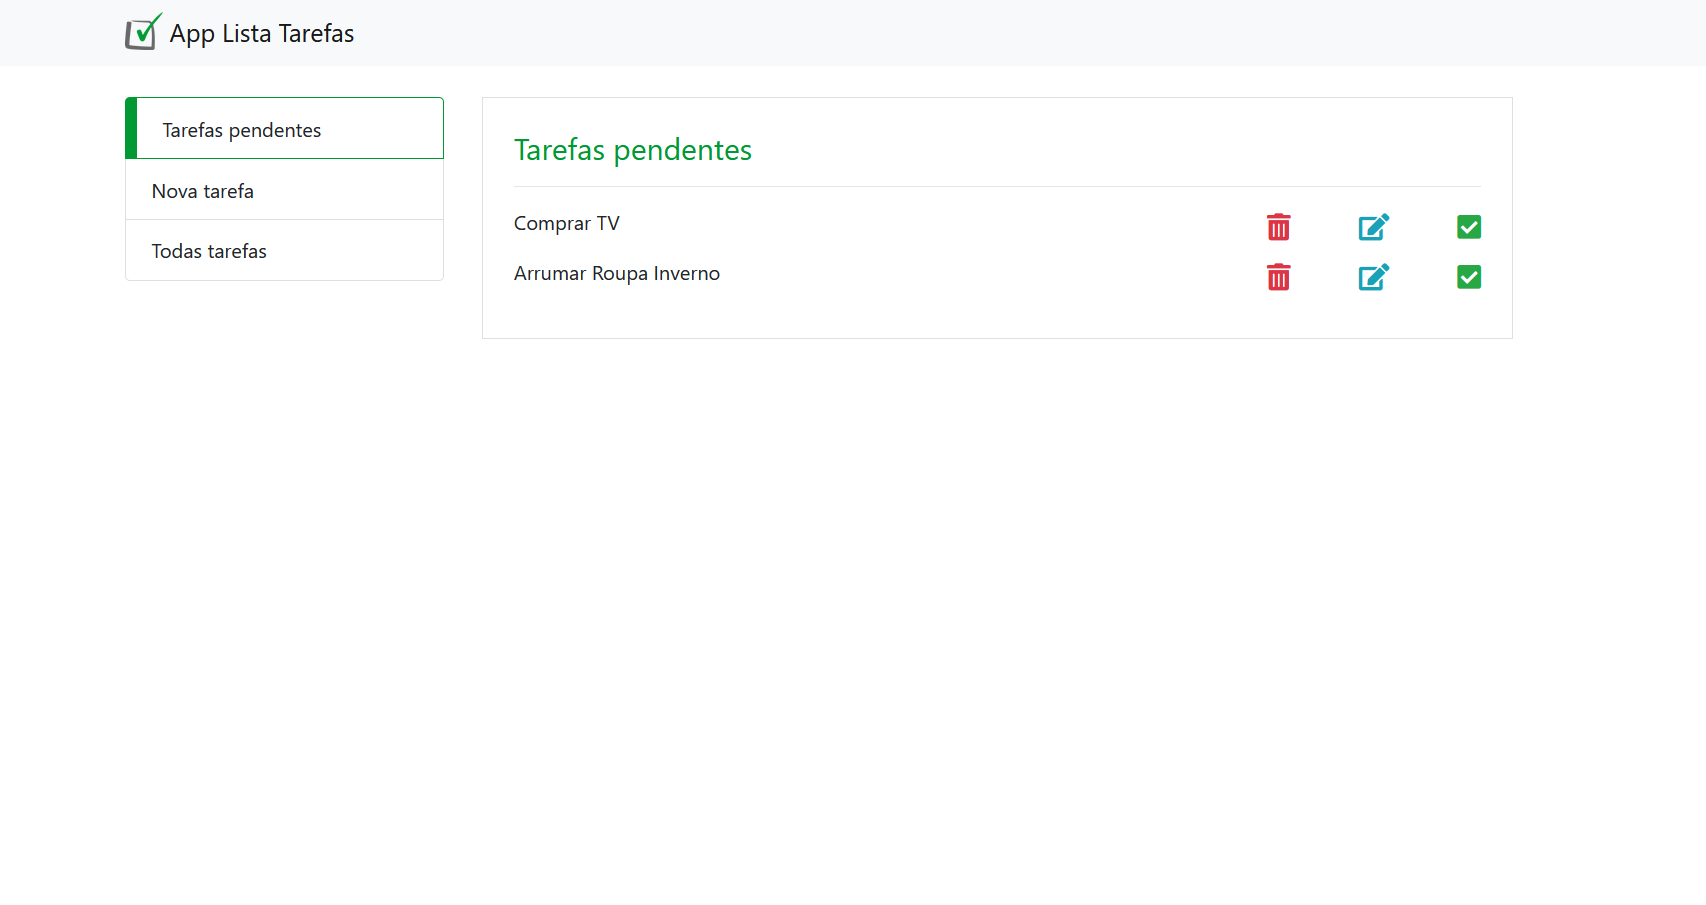 App Lista Tarefas
Tarefas pendentes
Nova tarefa
Todas tarefas
Tarefas pendentes
Comprar TV
Arrumar Roupa Inverno